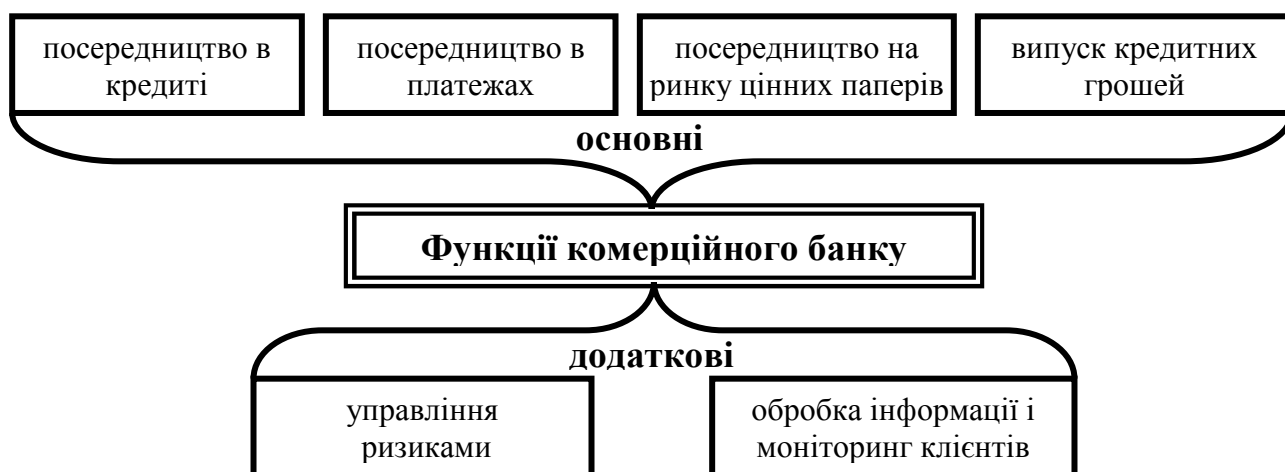 посередництво в
кредиті
посередництво в
платежах
посередництво на
ринку цінних паперів
випуск кредитних
грошей
основні
Функції комерційного банку
додаткові
управління
ризиками
обробка інформації і
моніторинг клієнтів